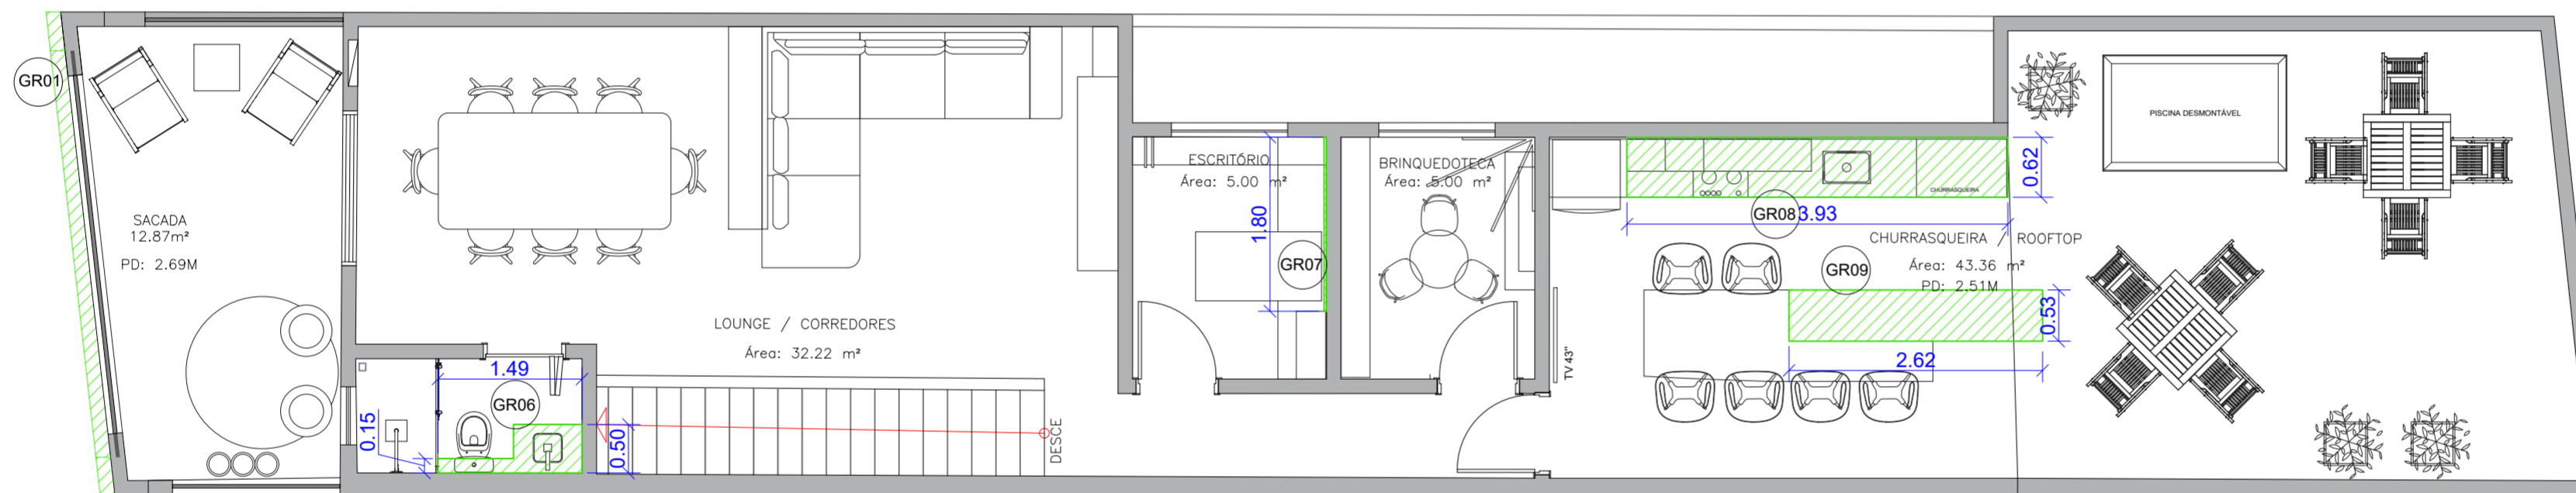 GR01
SACADA
12.87m²
PD: 2.69M
LOUNGE / CORREDORES
Área: 32.22 m²
1.49
GR06
0.15
0.50
DESCE
ESCRITÓRIO
Área: 5.00 m²
1.80
GR07
BRINQUEDOTECA
Área: 5.00 m²
TV 43"
CHURRASQUEIRA
0.62
GR08
3.93
CHURRASQUEIRA / ROOFTOP
Área: 43.36 m²
PD: 2.51M
GR09
0.53
2.62
PISCINA DESMONTÁVEL